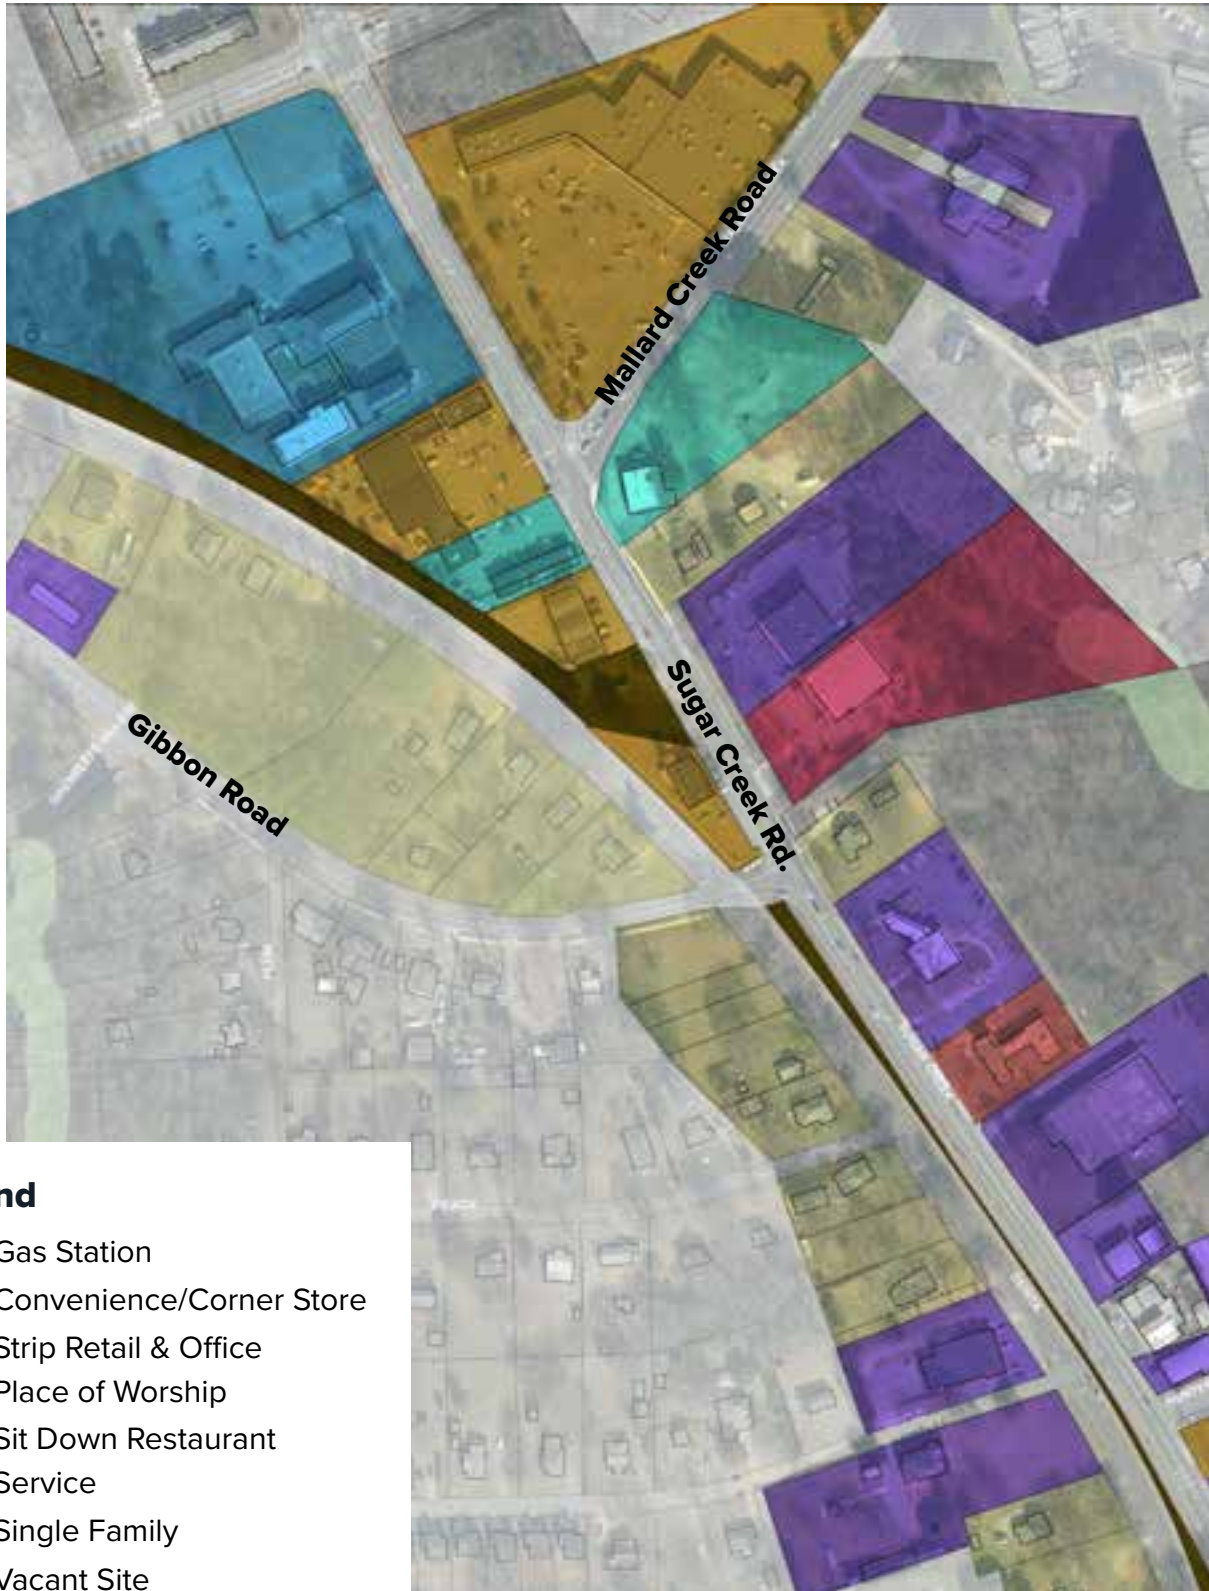 Mallard Creek Road
Sugar Creek Rd.
Gibbon Road
nd
Gas Station
Convenience/Corner Store
Strip Retail & Office
Place of Worship
Sit Down Restaurant
Service
Single Family
Vacant Site